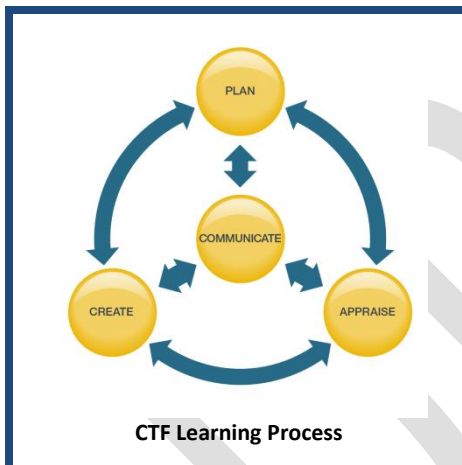 PLAN
COMMUNICATE
CREATE
APPRAISE
CTF Learning Process